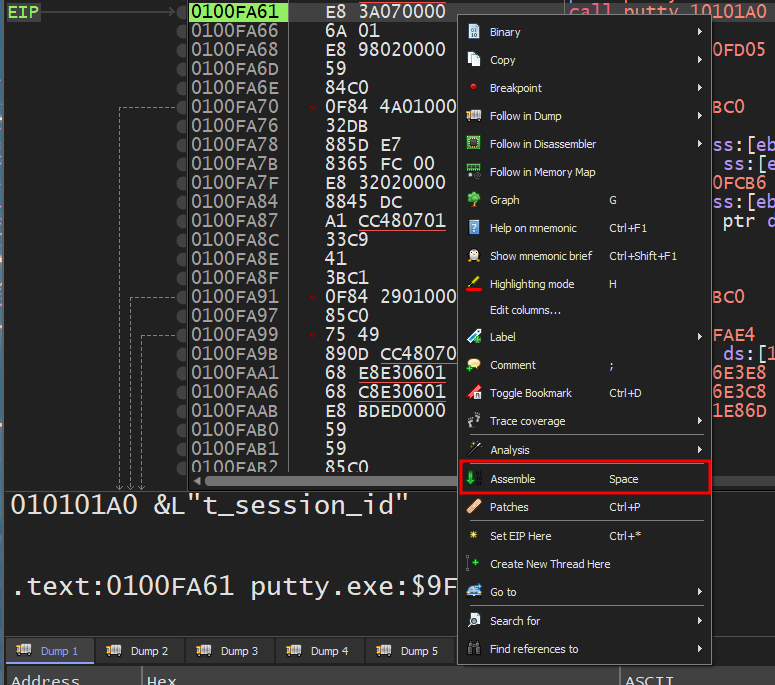 EIP 0100FA61 E8 3A070000 call putty.10101A0
0100FA66 6A 01
0100FA68 E8 98020000 0FD05
0100FA6D 59
0100FA6E 84C0
0100FA70 0F84 4A01000 BC0
0100FA76 32DB
0100FA78 885D E7 ss:[eb
0100FA7B 8365 FC 00 ss:[e
0100FA7F E8 32020000 0FCB6
0100FA84 8845 DC ss:[eb
0100FA87 A1 CC480701 ptr d
0100FA8C 33C9
0100FA8E 41
0100FA8F 3BC1
0100FA91 0F84 2901000 BC0
0100FA97 85C0
0100FA99 75 49 FAE4
0100FA9B 890D CC48070 ds:[1
0100FAA1 68 E8E30601 6E3E8
0100FAA6 68 C8E30601 6E3C8
0100FAAB E8 BDED0000 1E86D
0100FAB0 59
0100FAB1 59
0100FAB2 85C0
Binary
Copy
Breakpoint
Follow in Dump
Follow in Disassembler
Follow in Memory Map
Graph G
Help on mnemonic Ctrl+F1
Show mnemonic brief Ctrl+Shift+F1
Highlighting mode H
Edit columns...
Label
Comment ;
Toggle Bookmark Ctrl+D
Trace coverage
Analysis
Assemble Space
Patches Ctrl+P
Set EIP Here Ctrl+*
Create New Thread Here
Go to
Search for
Find references to
010101A0 &L"t_session_id"
.text:0100FA61 putty.exe:$9F
Dump 1 Dump 2 Dump 3 Dump 4 Dump 5
Address Hex ASCII